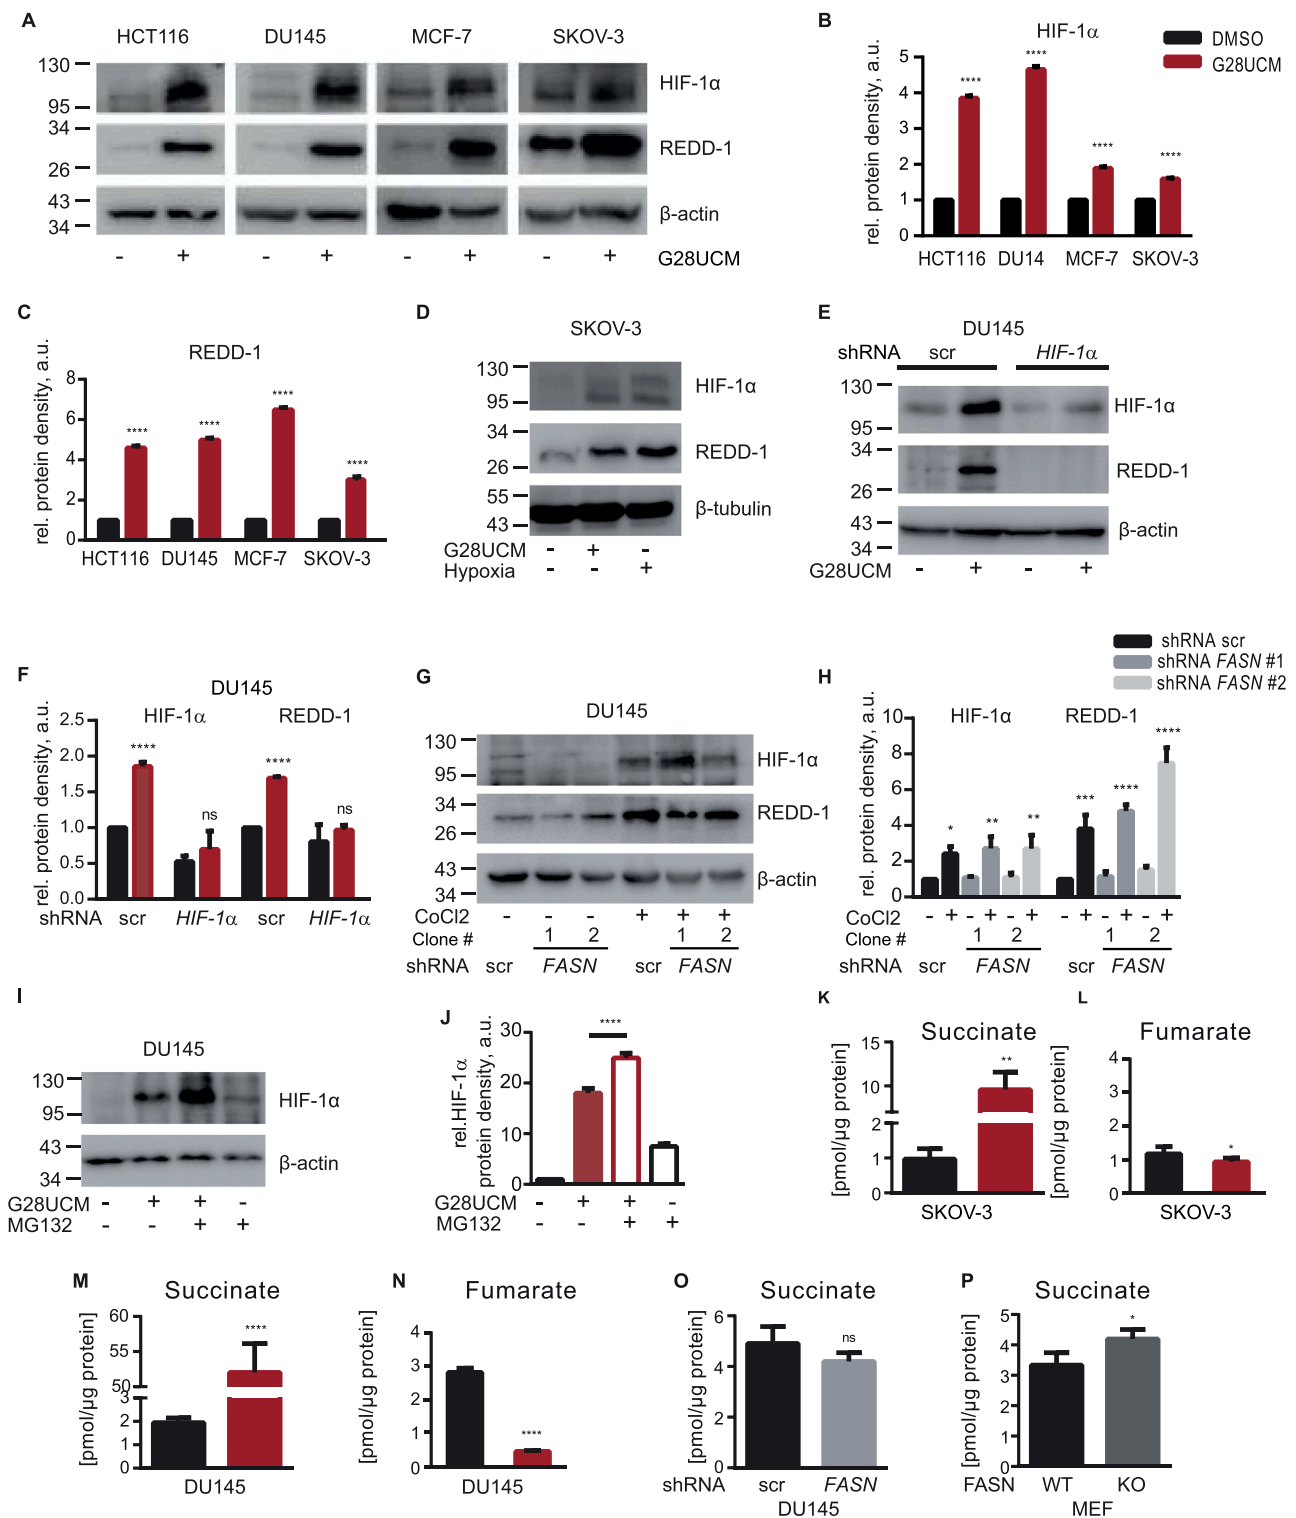 A
HCT116 DU145 MCF-7 SKOV-3
130
95
HIF-1α
34
26
REDD-1
43
34
β-actin
- + - + - + - + G28UCM
B
HIF-1α
DMSO
G28UCM
rel. protein density, a.u.
5
4
3
2
1
0
**** **** **** ****
HCT116 DU14 MCF-7 SKOV-3
C
REDD-1
rel. protein density, a.u.
8
6
4
2
0
**** **** **** ****
HCT116 DU145 MCF-7 SKOV-3
D
SKOV-3
130
95
HIF-1α
34
26
REDD-1
55
43
β-tubulin
G28UCM - + -
Hypoxia - - +
E
DU145
shRNA scr HIF-1α
130
95
HIF-1α
34
26
REDD-1
43
34
β-actin
G28UCM - + - +
F
DU145
HIF-1α REDD-1
rel. protein density, a.u.
2.5
2.0
1.5
1.0
0.5
0.0
**** ns **** ns
shRNA scr HIF-1α scr HIF-1α
G
DU145
130
95
HIF-1α
34
26
REDD-1
43
34
β-actin
CoCl2 - - - + + +
Clone # 1 2 1 2
shRNA scr FASN scr FASN
shRNA scr
shRNA FASN #1
shRNA FASN #2
H
HIF-1α REDD-1
rel. protein density, a.u.
10
8
6
4
2
0
* ** ** *** **** ****
CoCl2 - + - + - + - + - + - +
Clone # 1 2 1 2
shRNA scr FASN scr FASN
I
DU145
130
95
HIF-1α
43
34
β-actin
G28UCM - + + -
MG132 - - + +
J
rel.HIF-1α
protein density, a.u.
30
20
10
0
****
G28UCM - + + -
MG132 - - + +
K
Succinate
[pmol/µg protein]
15
10
2
1
0
**
SKOV-3
L
Fumarate
[pmol/µg protein]
4
3
2
1
0
*
SKOV-3
M
Succinate
[pmol/µg protein]
60
55
50
3
2
1
0
****
DU145
N
Fumarate
[pmol/µg protein]
4
3
2
1
0
****
DU145
O
Succinate
[pmol/µg protein]
6
4
2
0
ns
shRNA scr FASN
DU145
P
Succinate
[pmol/µg protein]
5
4
3
2
1
0
*
FASN WT KO
MEF